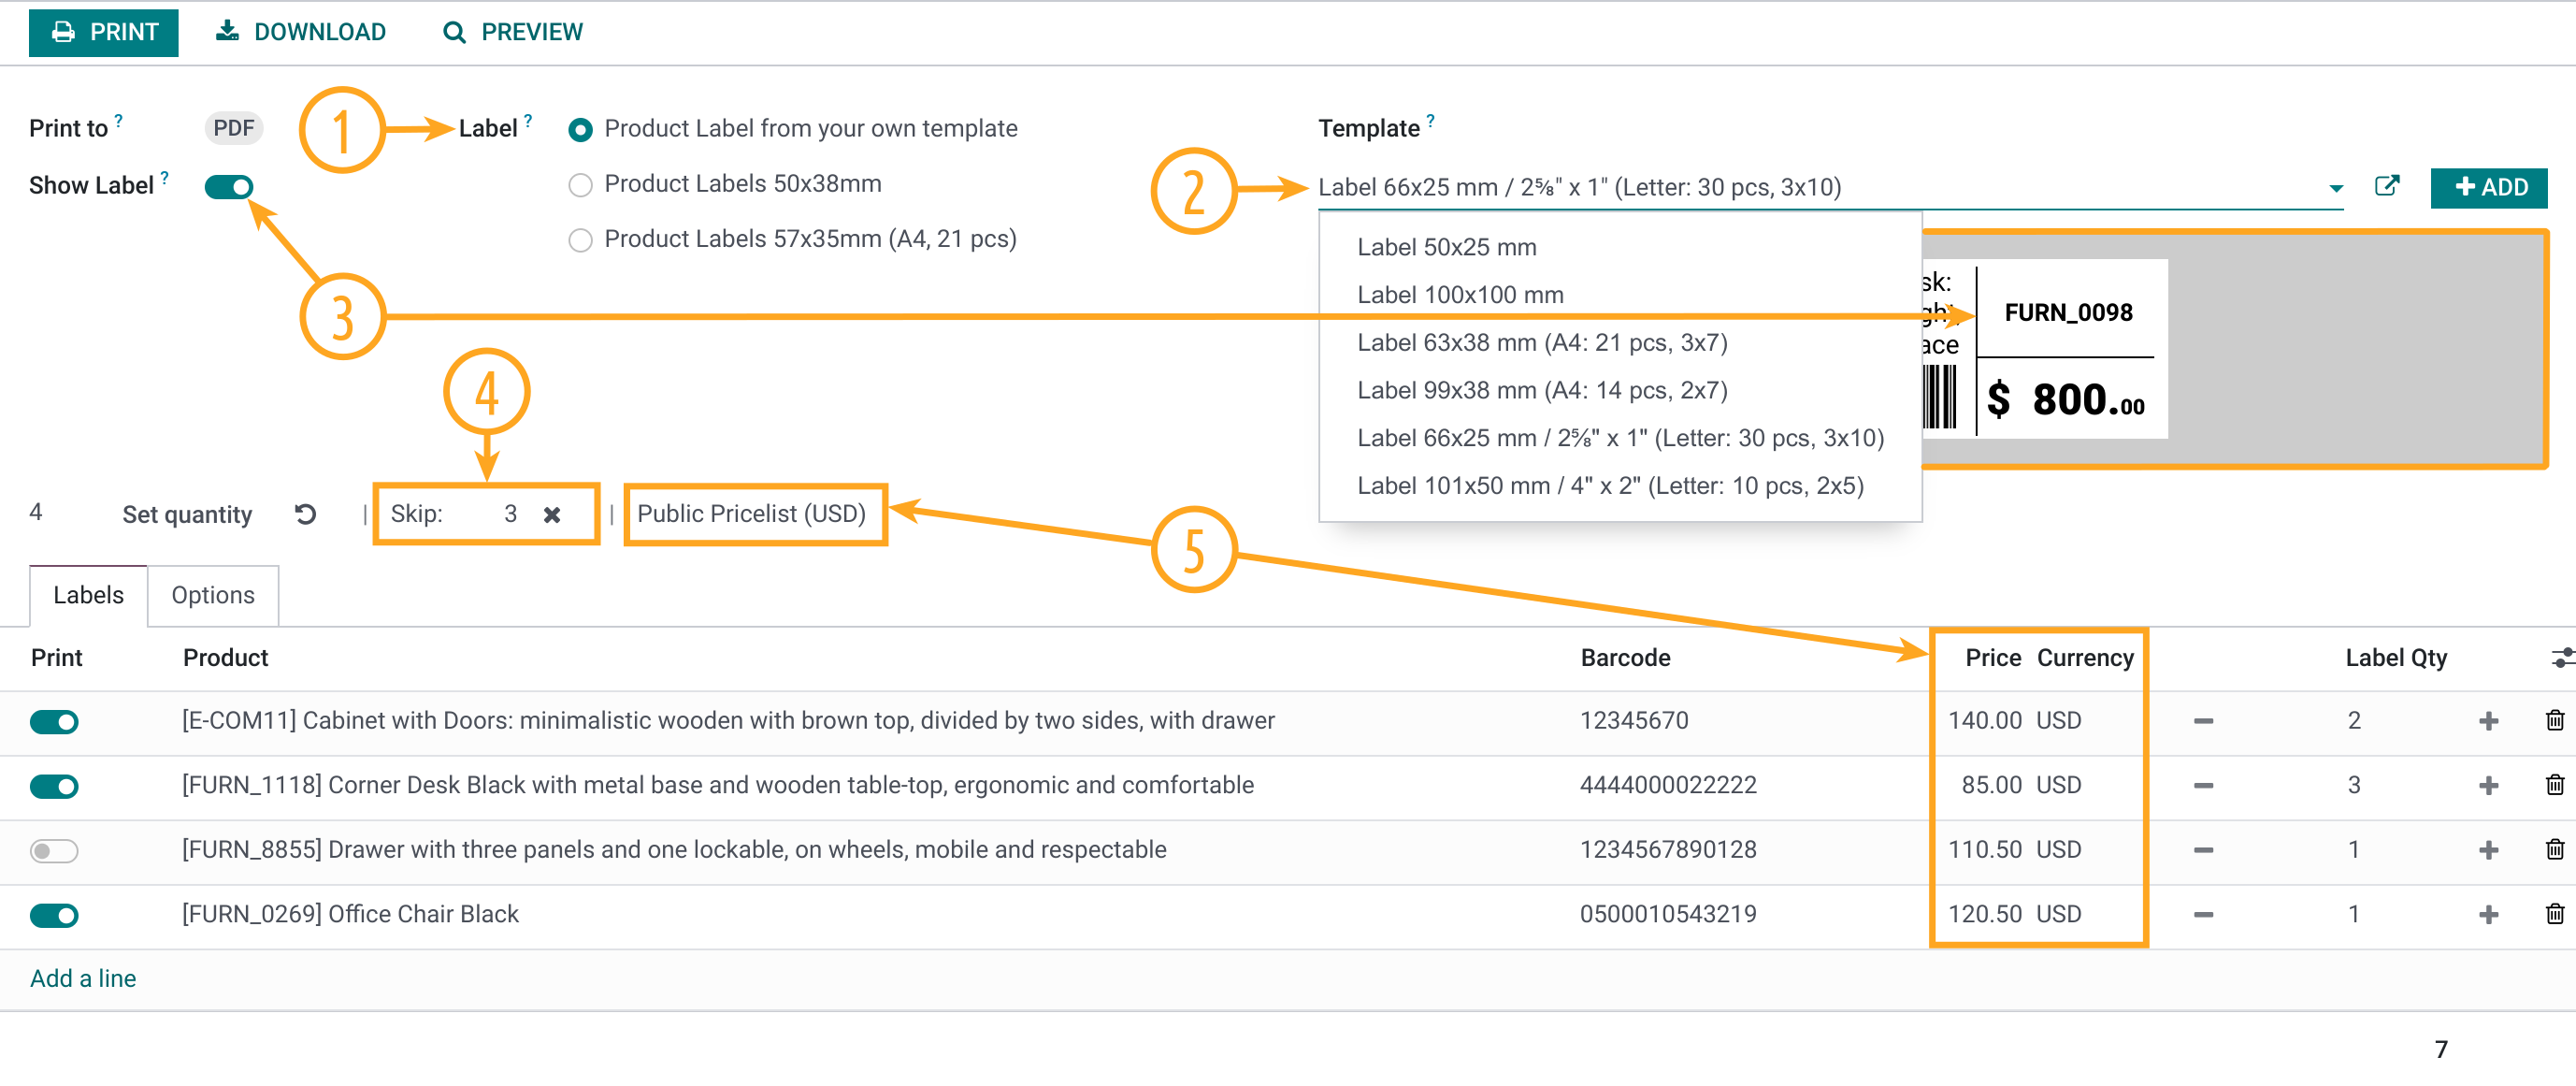 PRINT DOWNLOAD PREVIEW
Print to ? PDF 1 Label ? Product Label from your own template Template ?
Show Label ? Product Labels 50x38mm 2 Label 66x25 mm / 2⅝" x 1" (Letter: 30 pcs, 3x10) ADD
Product Labels 57x35mm (A4, 21 pcs)
Label 50x25 mm
Label 100x100 mm
Label 63x38 mm (A4: 21 pcs, 3x7)
Label 99x38 mm (A4: 14 pcs, 2x7)
Label 66x25 mm / 2⅝" x 1" (Letter: 30 pcs, 3x10)
Label 101x50 mm / 4" x 2" (Letter: 10 pcs, 2x5)
sk:
ace
FURN_0098
$ 800.00
3
4
4 Set quantity | Skip: 3 | Public Pricelist (USD)
5
Labels Options
Print Product Barcode Price Currency Label Qty
[E-COM11] Cabinet with Doors: minimalistic wooden with brown top, divided by two sides, with drawer 12345670 140.00 USD 2
[FURN_1118] Corner Desk Black with metal base and wooden table-top, ergonomic and comfortable 4444000022222 85.00 USD 3
[FURN_8855] Drawer with three panels and one lockable, on wheels, mobile and respectable 1234567890128 110.50 USD 1
[FURN_0269] Office Chair Black 0500010543219 120.50 USD 1
Add a line
7